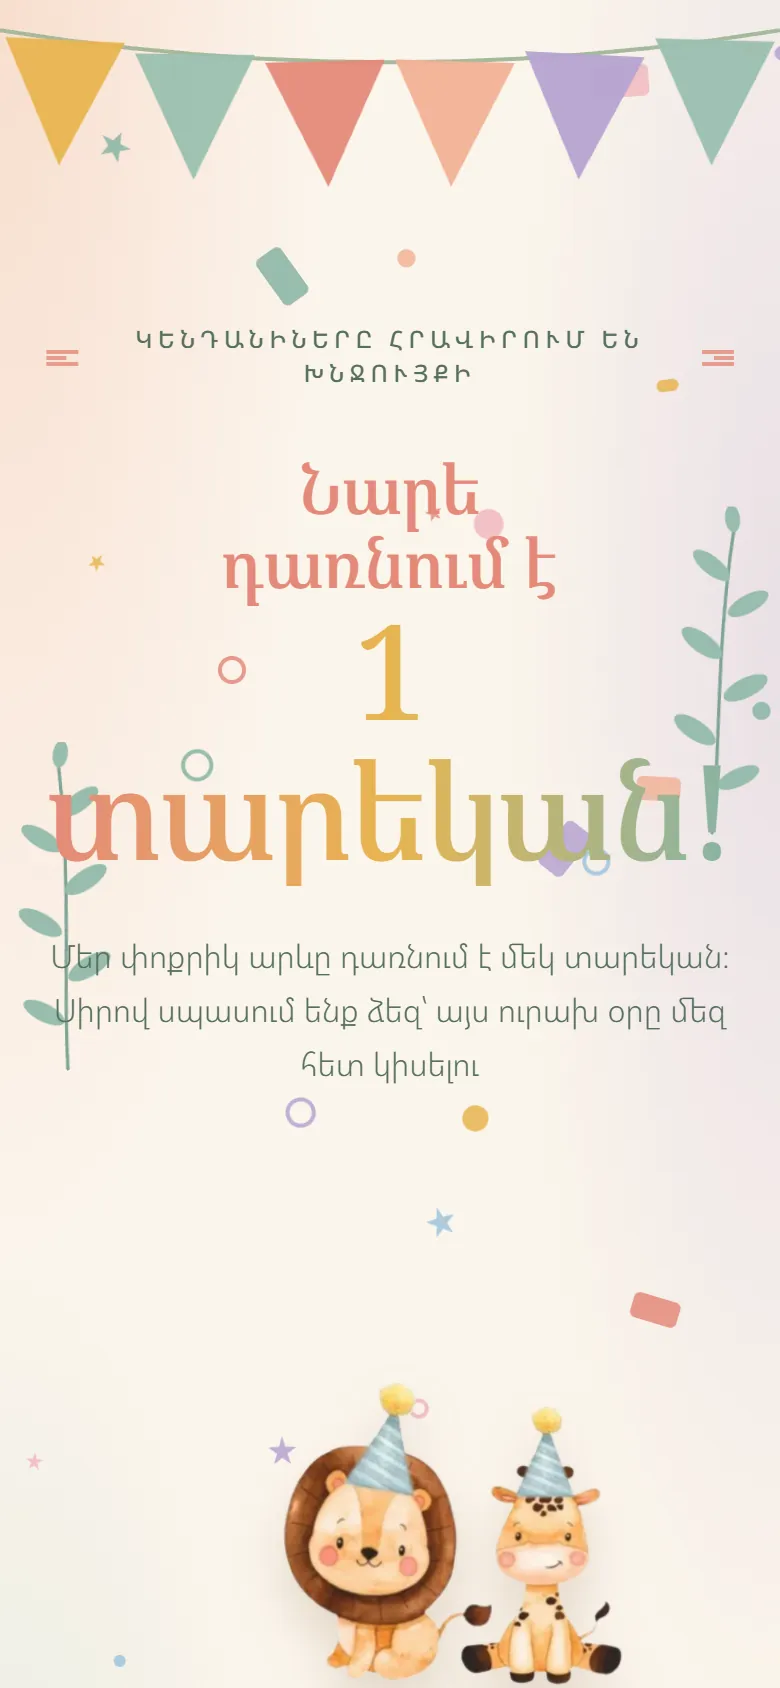 ԿԵՆԴԱՆԻՆԵՐԸ ՀՐԱՎԻՐՈՒՄ ԵՆ
ԽՆՋՈՒՅՔԻ
Նարե
դառնում է
1
տարեկան!
Մեր փոքրիկ արևը դառնում է մեկ տարեկան։
Սիրով սպասում ենք ձեզ՝ այս ուրախ օրը մեզ
հետ կիսելու